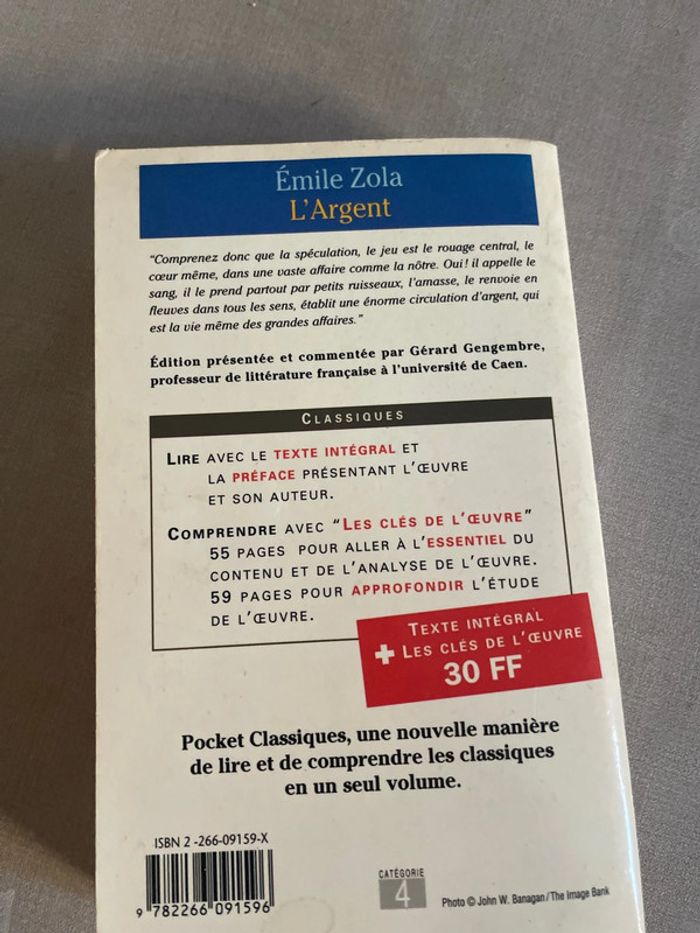 Émile Zola
L'Argent
"Comprenez donc que la spéculation, le jeu est le rouage central, le
cœur même, dans une vaste affaire comme la nôtre. Oui! il appelle le
sang, il le prend partout par petits ruisseaux, l'amasse, le renvoie en
fleuves dans tous les sens, établit une énorme circulation d'argent, qui
est la vie même des grandes affaires."
Édition présentée et commentée par Gérard Gengembre,
professeur de littérature française à l'université de Caen.
CLASSIQUES
LIRE AVEC LE TEXTE INTÉGRAL ET
LA PRÉFACE PRÉSENTANT L'ŒUVRE
ET SON AUTEUR.
COMPRENDRE AVEC "LES CLÉS DE L'ŒUVRE"
55 PAGES POUR ALLER À L'ESSENTIEL DU
CONTENU ET DE L'ANALYSE DE L'ŒUVRE.
59 PAGES POUR APPROFONDIR L'ÉTUDE
DE L'ŒUVRE.
TEXTE INTÉGRAL
+ LES CLÉS DE L'ŒUVRE
30 FF
Pocket Classiques, une nouvelle manière
de lire et de comprendre les classiques
en un seul volume.
ISBN 2-266-09159-X
9 782266 091596
CATÉGORIE
4
Photo © John W. Banagan/The Image Bank